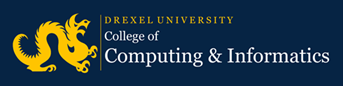 DREXEL UNIVERSITY
College of
Computing & Informatics